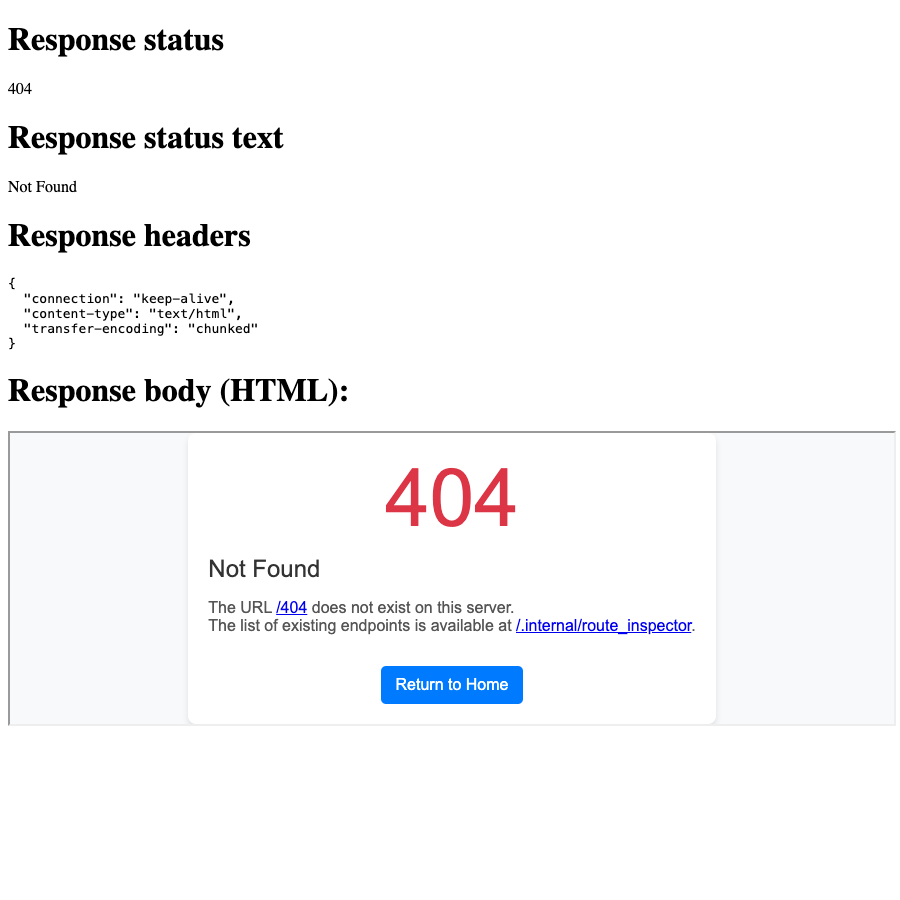 Response status
404
Response status text
Not Found
Response headers
{
  "connection": "keep-alive",
  "content-type": "text/html",
  "transfer-encoding": "chunked"
}
Response body (HTML):
404
Not Found
The URL /404 does not exist on this server.
The list of existing endpoints is available at /.internal/route_inspector.
Return to Home